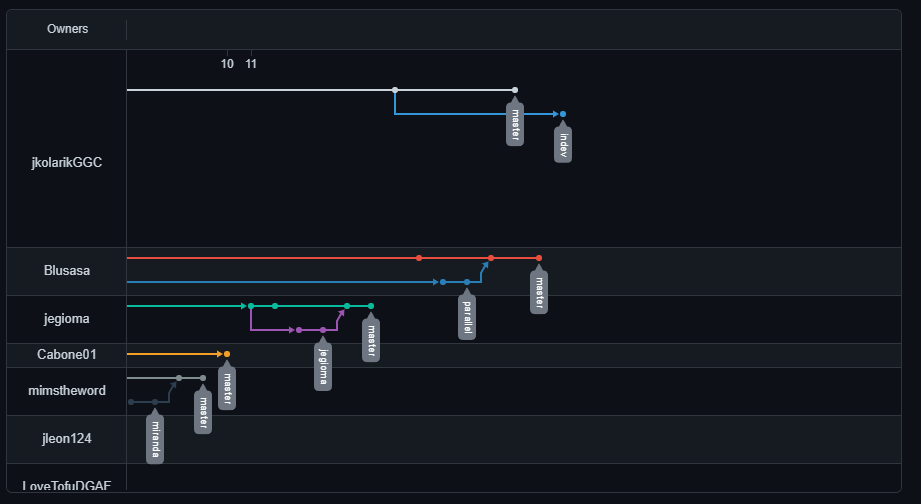 Owners
10 11
jkolarikGGC
master
indev
Blusasa
master
parallel
jegioma
master
jegioma
Cabone01
master
mimstheword
master
miranda
jleon124
LoveTofuDGAF